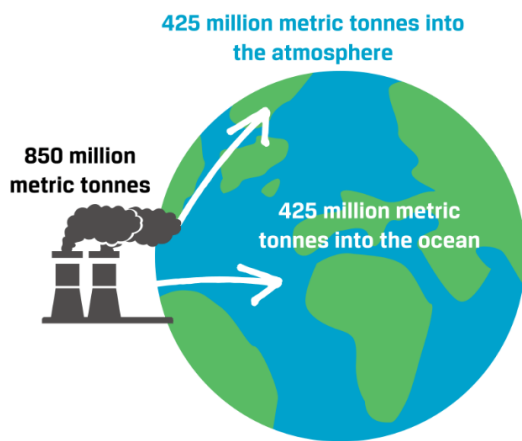 425 million metric tonnes into
the atmosphere
850 million
metric tonnes
425 million metric
tonnes into the ocean